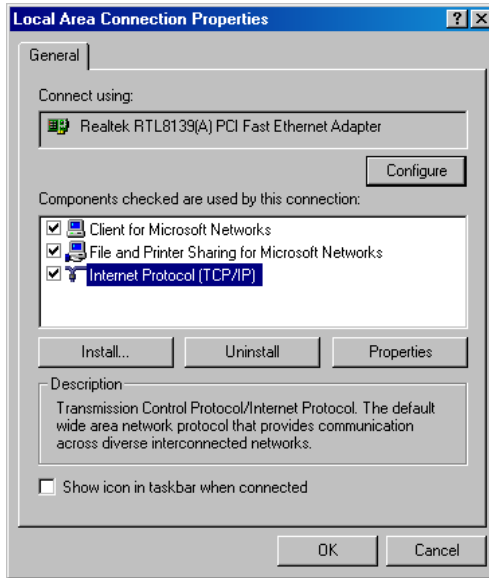 Local Area Connection Properties
General
Connect using:
Realtek RTL8139(A) PCI Fast Ethernet Adapter
Configure
Components checked are used by this connection:
Client for Microsoft Networks
File and Printer Sharing for Microsoft Networks
Internet Protocol (TCP/IP)
Install... Uninstall Properties
Description
Transmission Control Protocol/Internet Protocol. The default
wide area network protocol that provides communication
across diverse interconnected networks.
Show icon in taskbar when connected
OK Cancel